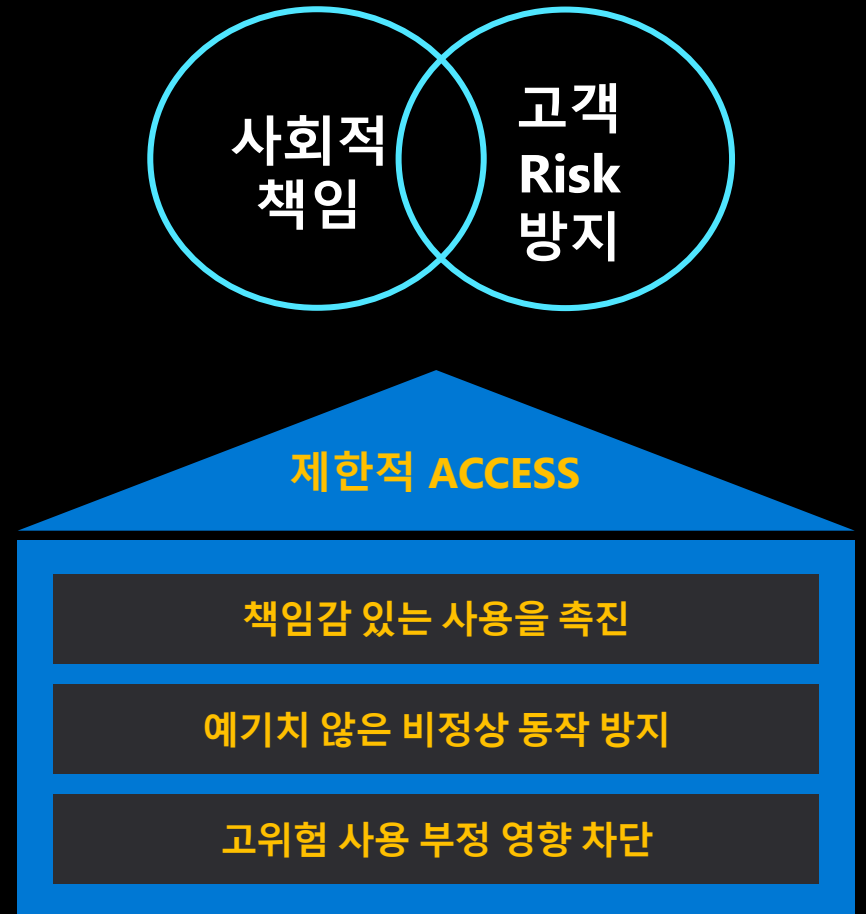 사회적
책임
고객
Risk
방지
제한적 ACCESS
책임감 있는 사용을 촉진
예기치 않은 비정상 동작 방지
고위험 사용 부정 영향 차단